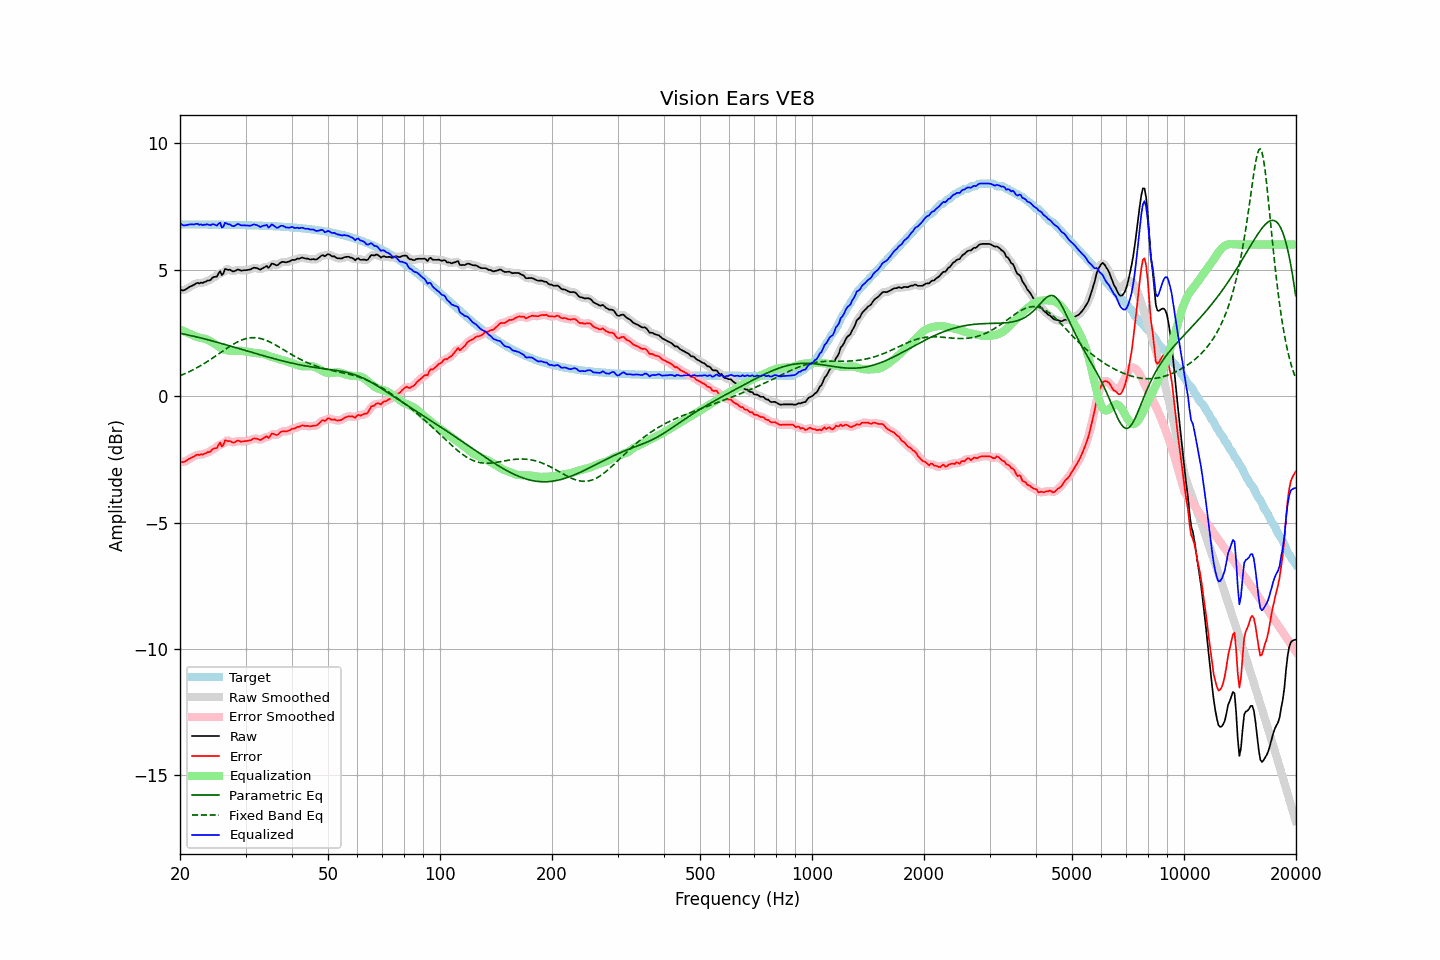 Vision Ears VE8
10
5
0
−5
−10
−15
Amplitude (dBr)
Target
Raw Smoothed
Error Smoothed
Raw
Error
Equalization
Parametric Eq
Fixed Band Eq
Equalized
20 50 100 200 500 1000 2000 5000 10000 20000
Frequency (Hz)